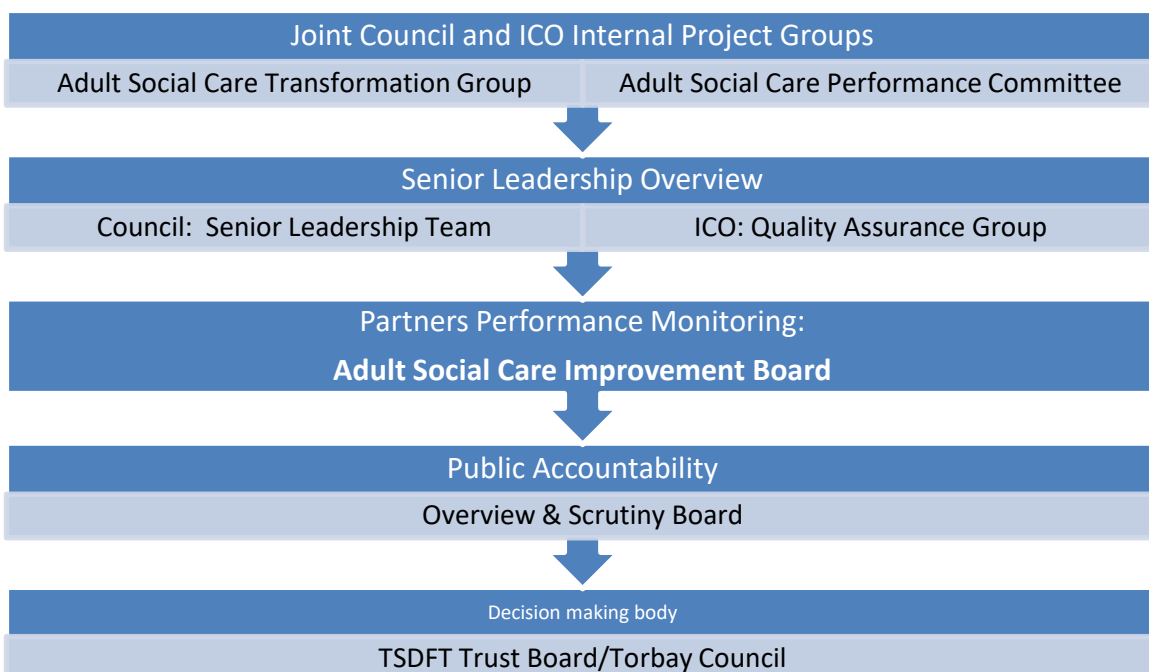 Joint Council and ICO Internal Project Groups
Adult Social Care Transformation Group
Adult Social Care Performance Committee
Senior Leadership Overview
Council:  Senior Leadership Team
ICO: Quality Assurance Group
Partners Performance Monitoring:
Adult Social Care Improvement Board
Public Accountability
Overview & Scrutiny Board
Decision making body
TSDFT Trust Board/Torbay Council